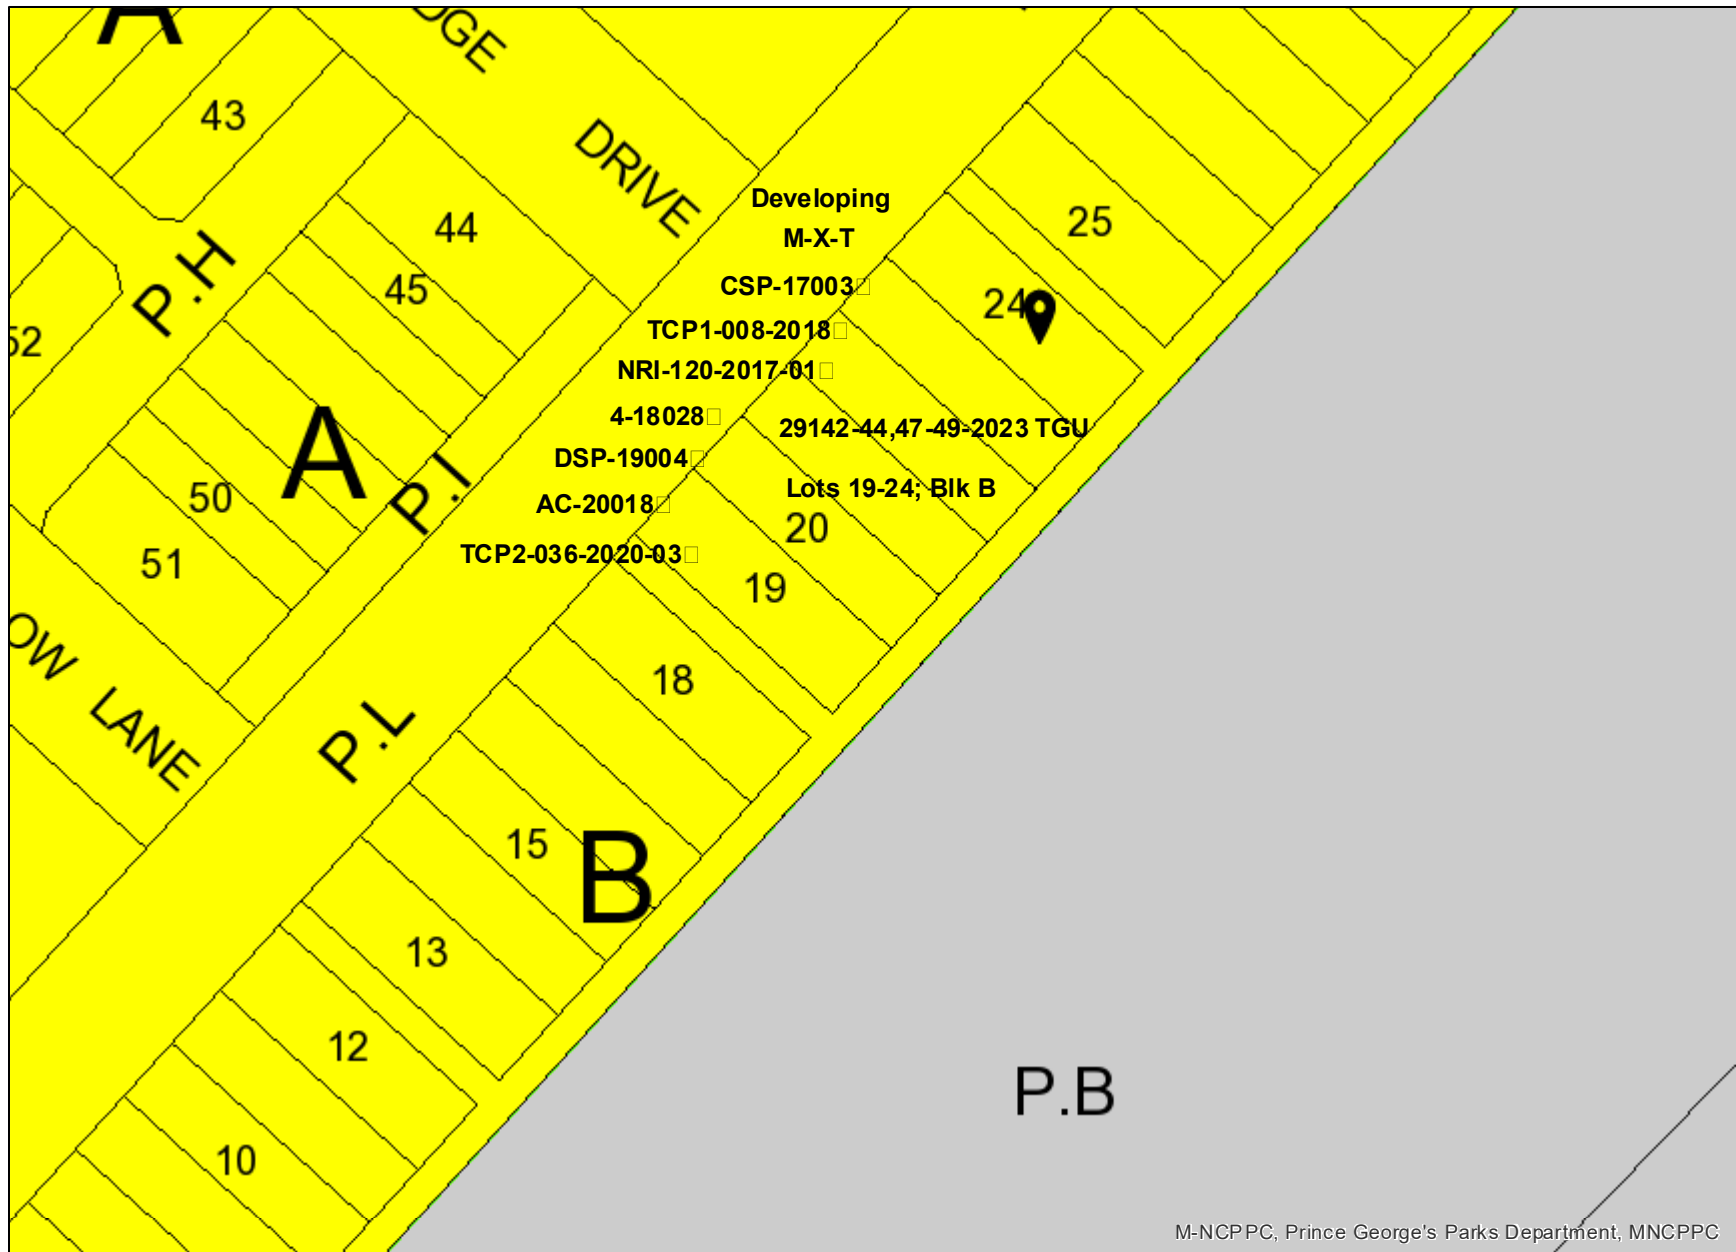 A
43
DGE
DRIVE
44
45
P.H
52
A
50
51
P.I
OW LANE
P.L
Developing
M-X-T
CSP-17003
TCP1-008-2018
NRI-120-2017-01
4-18028
DSP-19004
AC-20018
TCP2-036-2020-03
25
24
29142-44,47-49-2023 TGU
Lots 19-24; Blk B
20
19
18
15
B
13
12
10
P.B
M-NCPPC, Prince George's Parks Department, MNCPPC